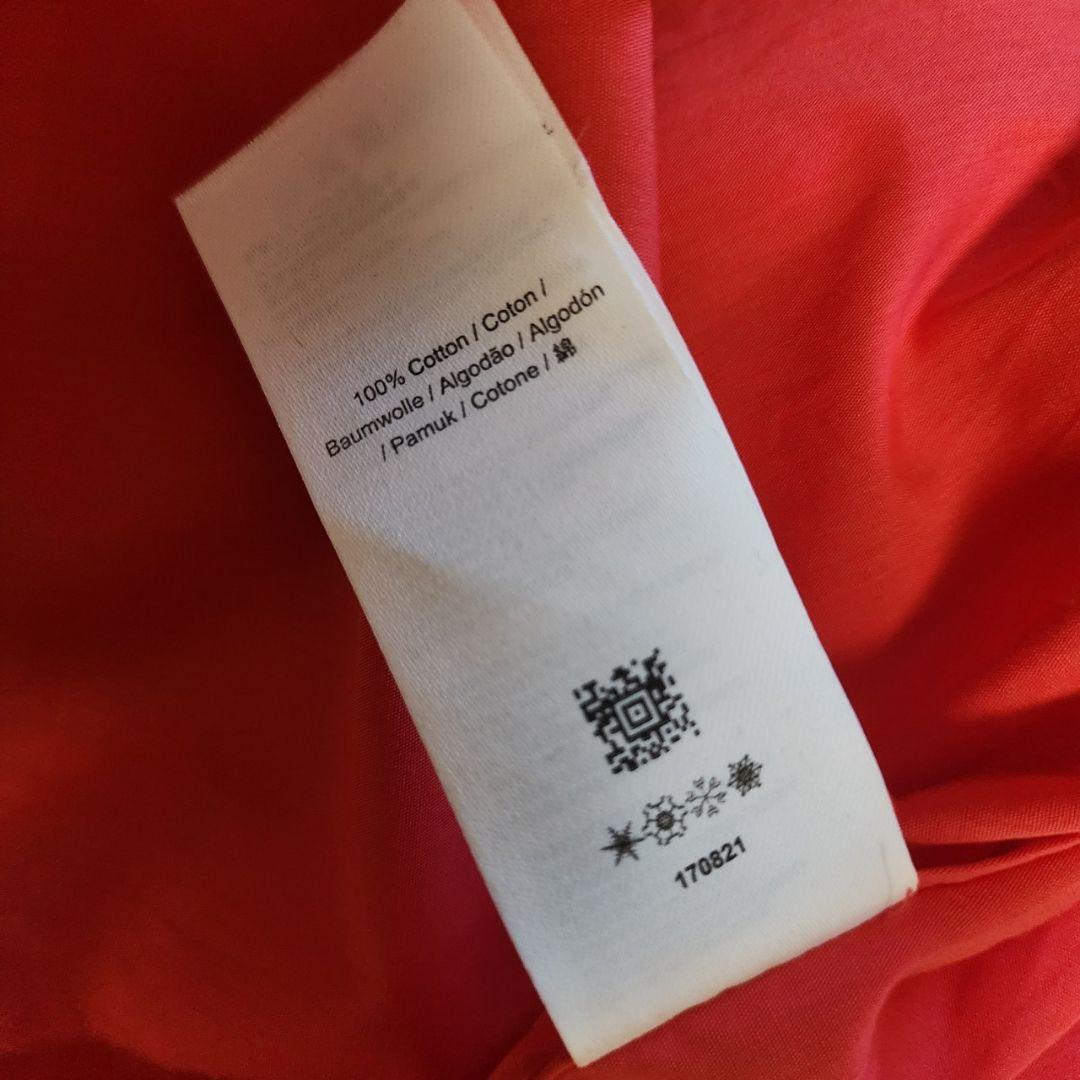 100% Cotton / Coton /
Baumwolle / Algodão / Algodón
/ Pamuk / Cotone / 綿
170821